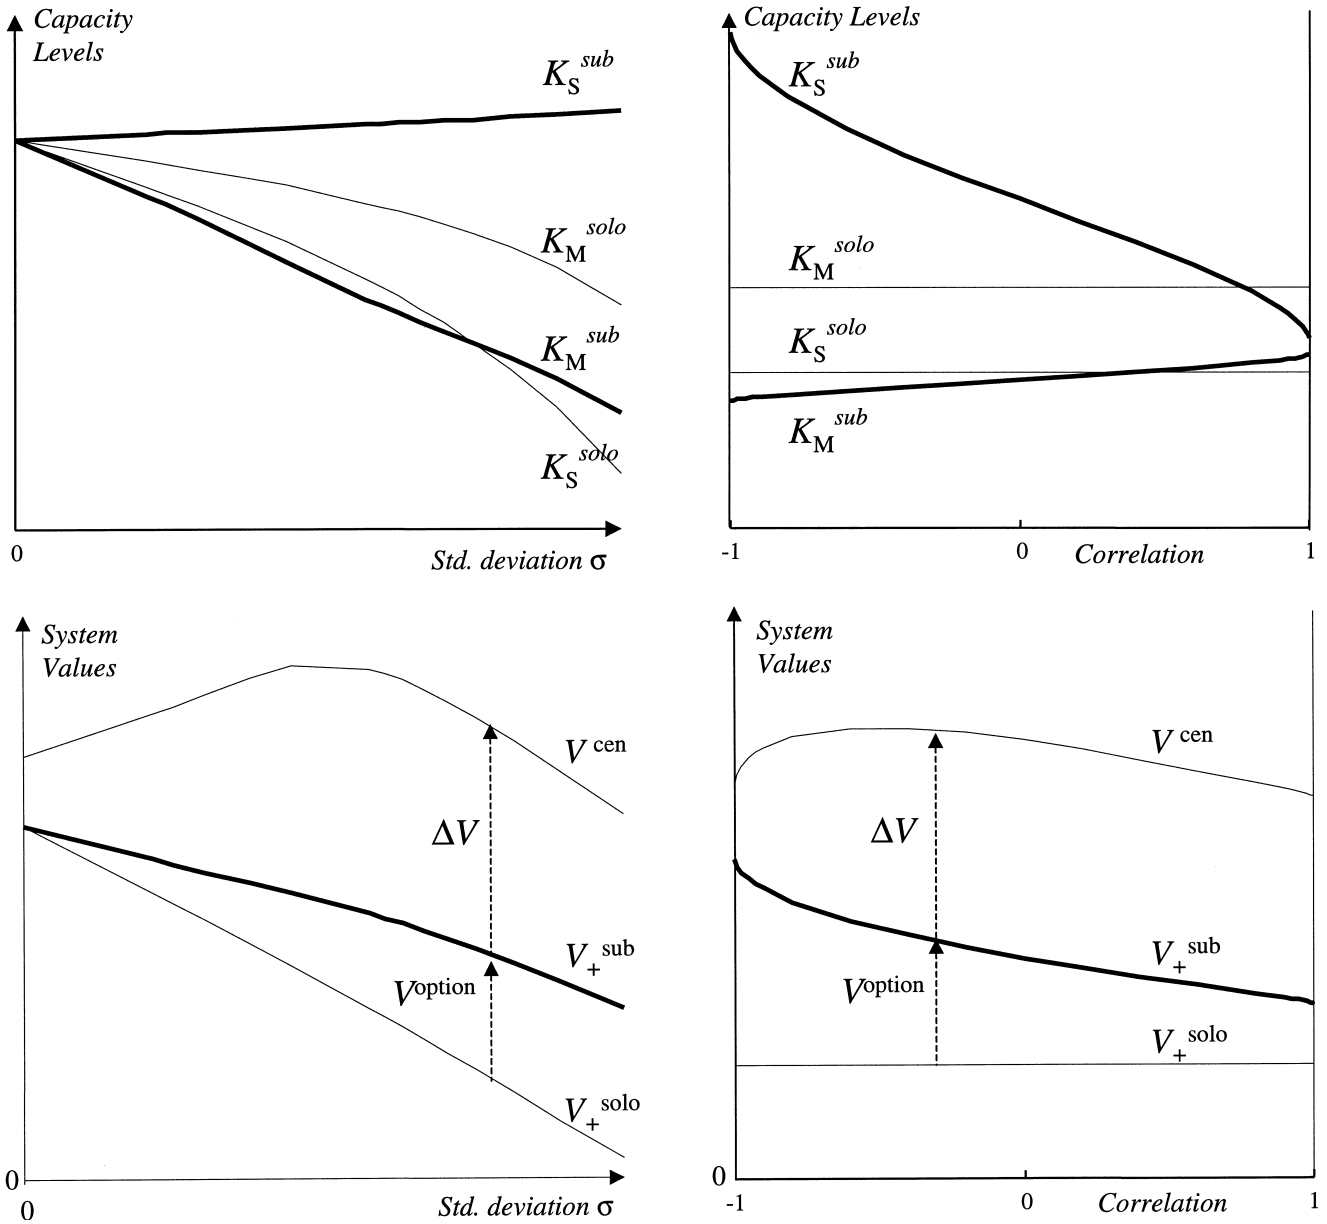 Capacity
Levels
K_S^sub
K_M^solo
K_M^sub
K_S^solo
0
Std. deviation σ
Capacity Levels
K_S^sub
K_M^solo
K_S^solo
K_M^sub
-1
0
Correlation
1
System
Values
V^cen
ΔV
V_+^sub
V^option
V_+^solo
0
0
Std. deviation σ
System
Values
V^cen
ΔV
V_+^sub
V^option
V_+^solo
0
-1
0
Correlation
1